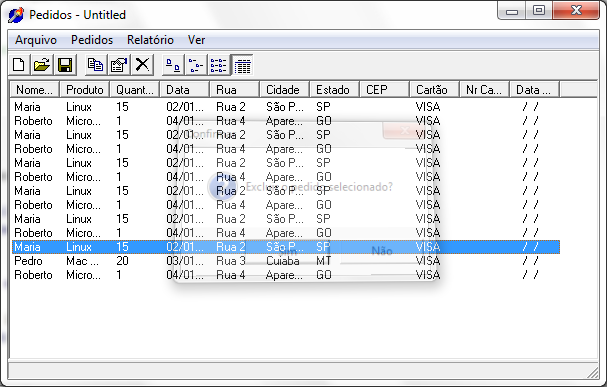 Pedidos - Untitled
Arquivo Pedidos Relatório Ver
Nome... Produto Quant... Data Rua Cidade Estado CEP Cartão Nr Ca... Data ...
Maria Linux 15 02/01... Rua 2 São P... SP VISA / /
Roberto Micro... 1 04/01... Rua 4 Apare... GO VISA / /
Maria Linux 15 02/01... Rua 2 São P... SP VISA / /
Roberto Micro... 1 04/01... Rua 4 Apare... GO VISA / /
Maria Linux 15 02/01... Rua 2 São P... SP VISA / /
Roberto Micro... 1 04/01... Rua 4 Apare... GO VISA / /
Maria Linux 15 02/01... Rua 2 São P... SP VISA / /
Roberto Micro... 1 04/01... Rua 4 Apare... GO VISA / /
Maria Linux 15 02/01... Rua 2 São P... SP VISA / /
Roberto Micro... 1 04/01... Rua 4 Apare... GO VISA / /
Maria Linux 15 02/01... Rua 2 São P... SP VISA / /
Pedro Mac ... 20 03/01... Rua 3 Cuiaba MT VISA / /
Roberto Micro... 1 04/01... Rua 4 Apare... GO VISA / /
Excluir o pedido selecionado?
Não